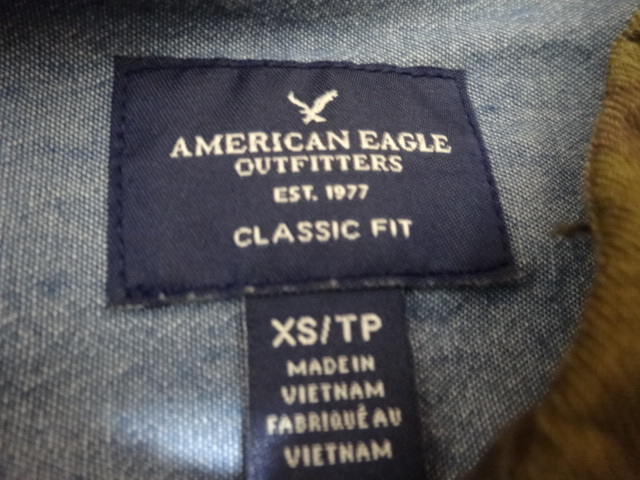 AMERICAN EAGLE
OUTFITTERS
EST. 1977
CLASSIC FIT
XS/TP
MADE IN
VIETNAM
FABRIQUÉ AU
VIETNAM